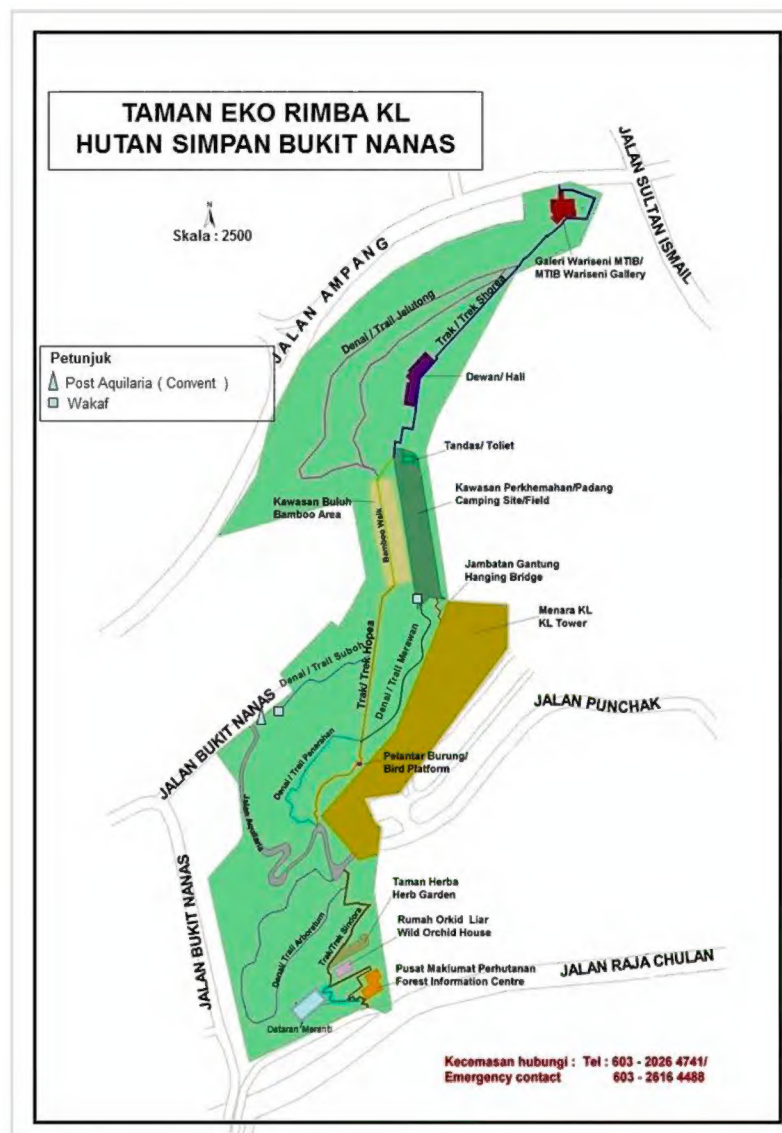 TAMAN EKO RIMBA KL
HUTAN SIMPAN BUKIT NANAS
N
Skala : 2500
JALAN SULTAN ISMAIL
JALAN AMPANG
Galeri Wariseni MTIB/
MTIB Wariseni Gallery
Denai / Trail Jelutong
Trak / Trek Shorea
Petunjuk
Post Aquilaria ( Convent )
Wakaf
Dewan/ Hall
Tandas/ Toliet
Kawasan Perkhemahan/Padang
Camping Site/Field
Kawasan Buluh
Bamboo Area
Bamboo Walk
Jambatan Gantung
Hanging Bridge
Menara KL
KL Tower
Denai / Trail Suboh
Trak/ Trek Hopea
Denai / Trail Merawan
JALAN PUNCHAK
JALAN BUKIT NANAS
Pelantar Burung/
Bird Platform
Denai / Trail Penarahan
Jalan Aquilaria
JALAN BUKIT NANAS
Taman Herba
Herb Garden
Rumah Orkid Liar
Wild Orchid House
Denai/ Trail Arboretum
Trak/Trek Sindora
Pusat Maklumat Perhutanan
Forest Information Centre
JALAN RAJA CHULAN
Dataran Meranti
Kecemasan hubungi : Tel : 603 - 2026 4741/
Emergency contact 603 - 2616 4488